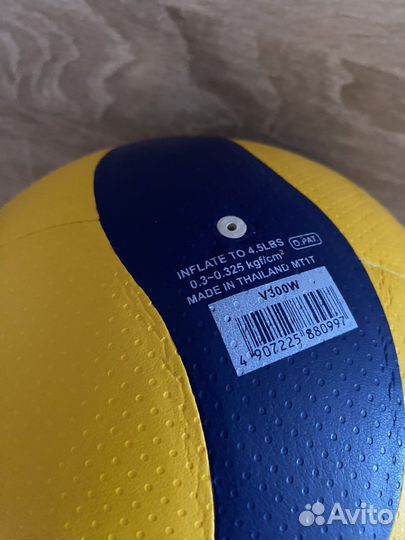 INFLATE TO 4.5LBS
0.3-0.325 kgf/cm² D.PAT.
MADE IN THAILAND MT1T
V300W
4 907225 880997
Avito